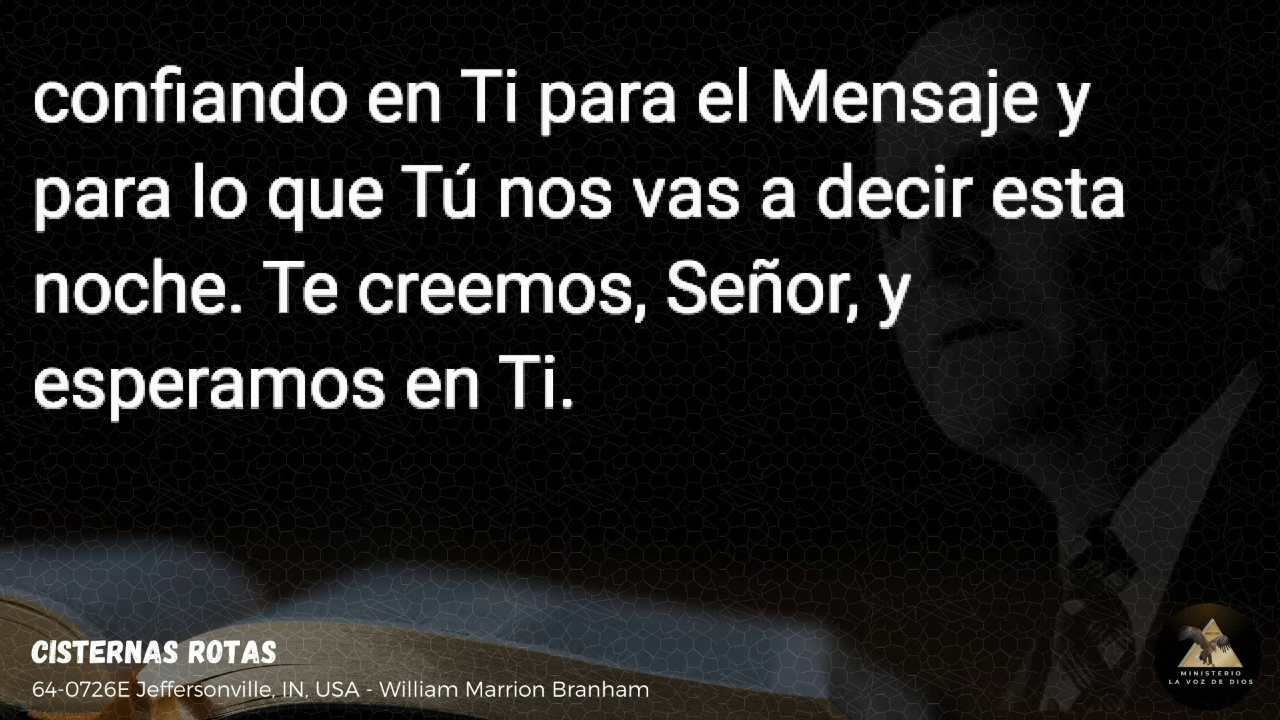 confiando en Ti para el Mensaje y
para lo que Tú nos vas a decir esta
noche. Te creemos, Señor, y
esperamos en Ti.
CISTERNAS ROTAS
64-0726E Jeffersonville, IN, USA - William Marrion Branham
MINISTERIO
LA VOZ DE DIOS